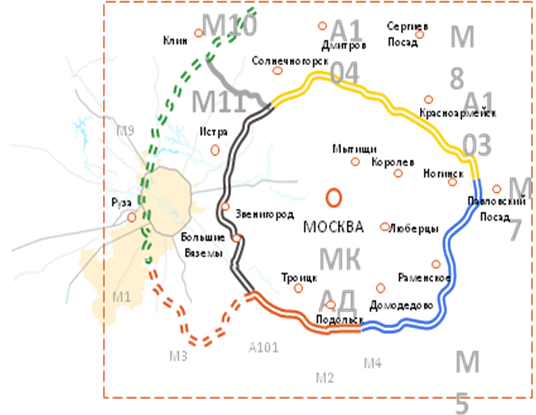 М10
Клин
А1
04
Дмитров
Сергиев
Посад
М
8
Солнечногорск
М11
Красноармейск
А1
03
М9
Истра
Мытищи
Королев
Ногинск
Руза
Звенигород
МОСКВА
Люберцы
Павловский
Посад
М
7
Большие
Вяземы
МК
АД
Троицк
Раменское
Подольск
Домодедово
М1
М3
А101
М2
М4
М
5